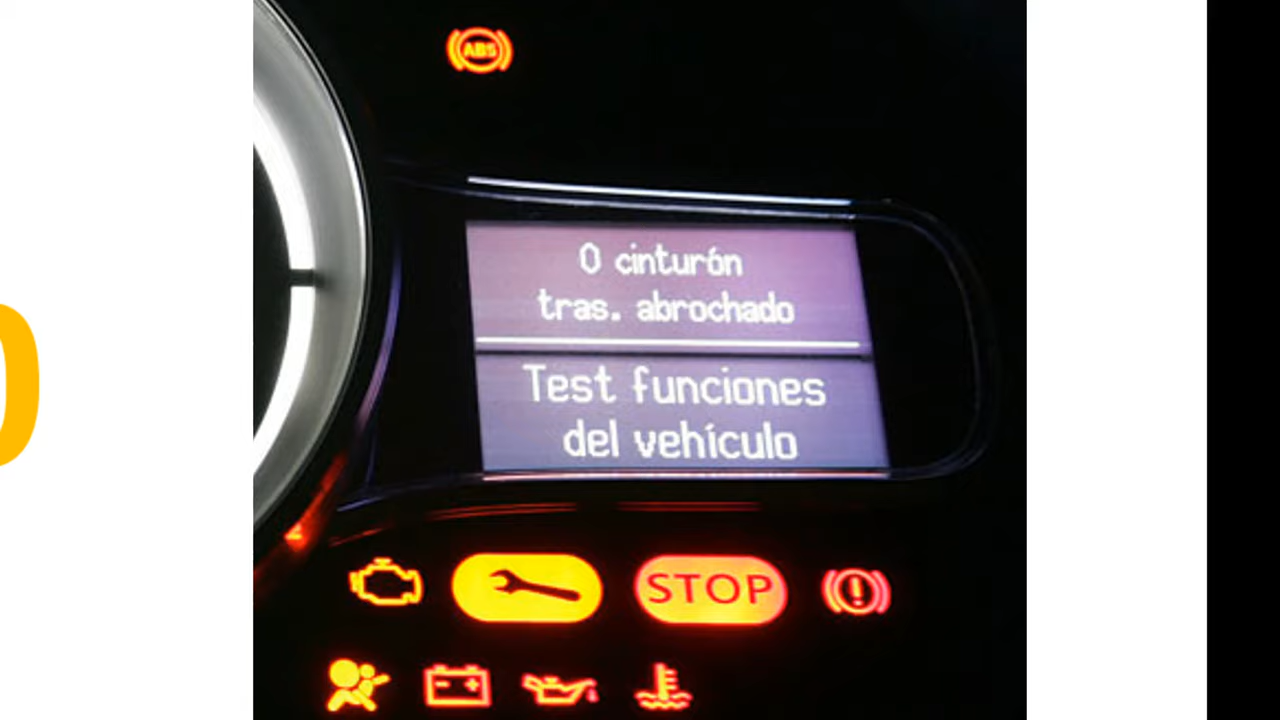 ABS
0 cinturón
tras. abrochado
Test funciones
del vehículo
STOP